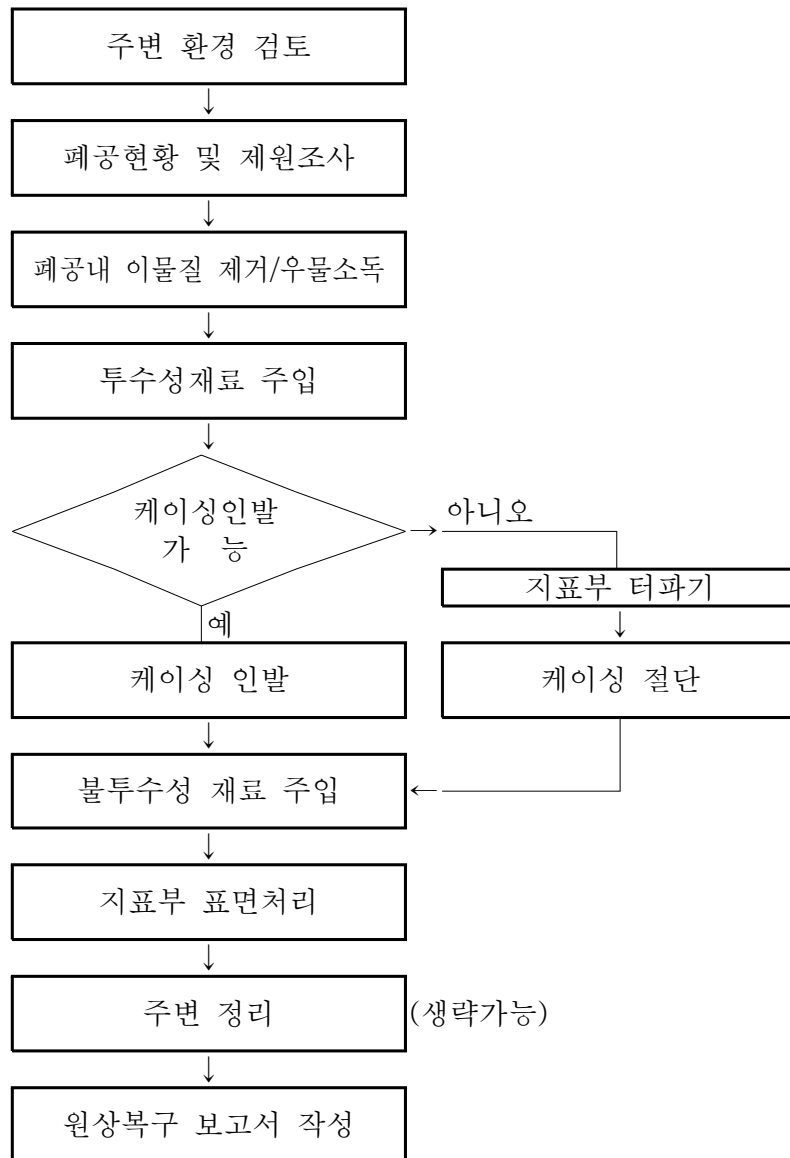 주변 환경 검토
폐공현황 및 제원조사
폐공내 이물질 제거/우물소독
투수성재료 주입
케이싱인발
가 능
아니오
지표부 터파기
예
케이싱 인발
케이싱 절단
불투수성 재료 주입
지표부 표면처리
주변 정리
(생략가능)
원상복구 보고서 작성